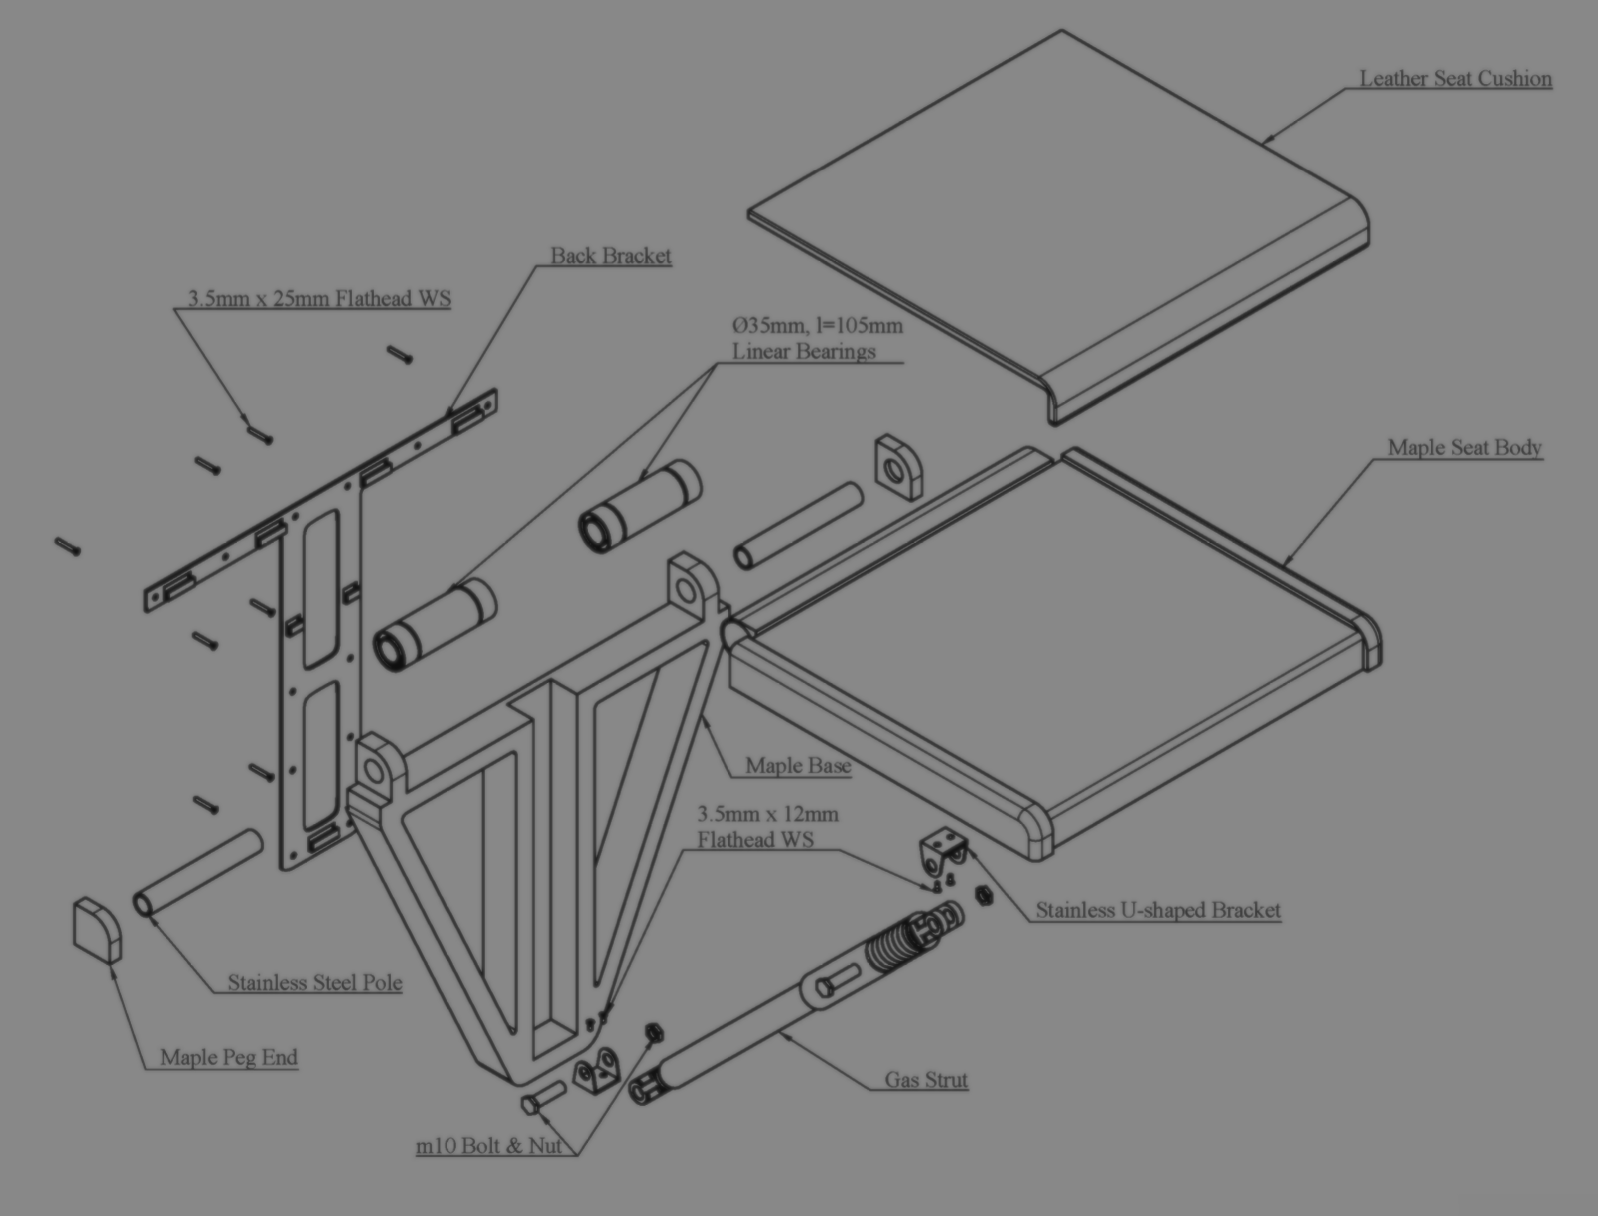 Leather Seat Cushion
Back Bracket
3.5mm x 25mm Flathead WS
Ø35mm, l=105mm
Linear Bearings
Maple Seat Body
Maple Base
3.5mm x 12mm
Flathead WS
Stainless U-shaped Bracket
Stainless Steel Pole
Maple Peg End
Gas Strut
m10 Bolt & Nut